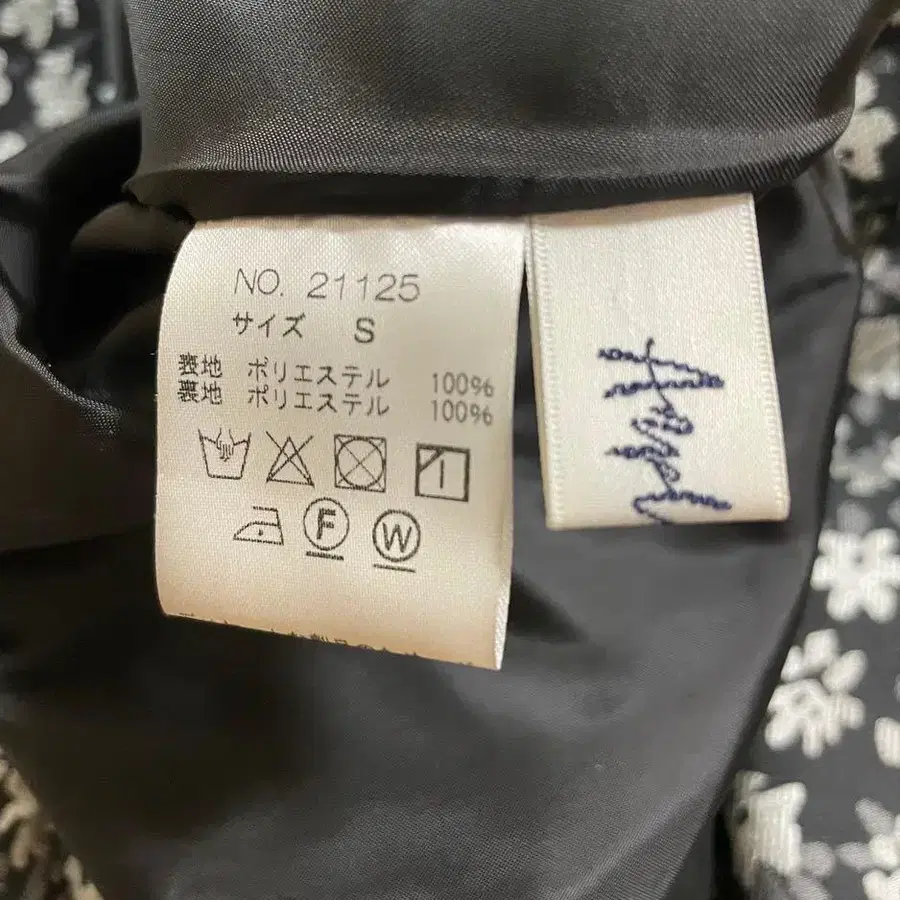 NO. 21125
サイズ S
表地 ポリエステル 100%
裏地 ポリエステル 100%
F
W